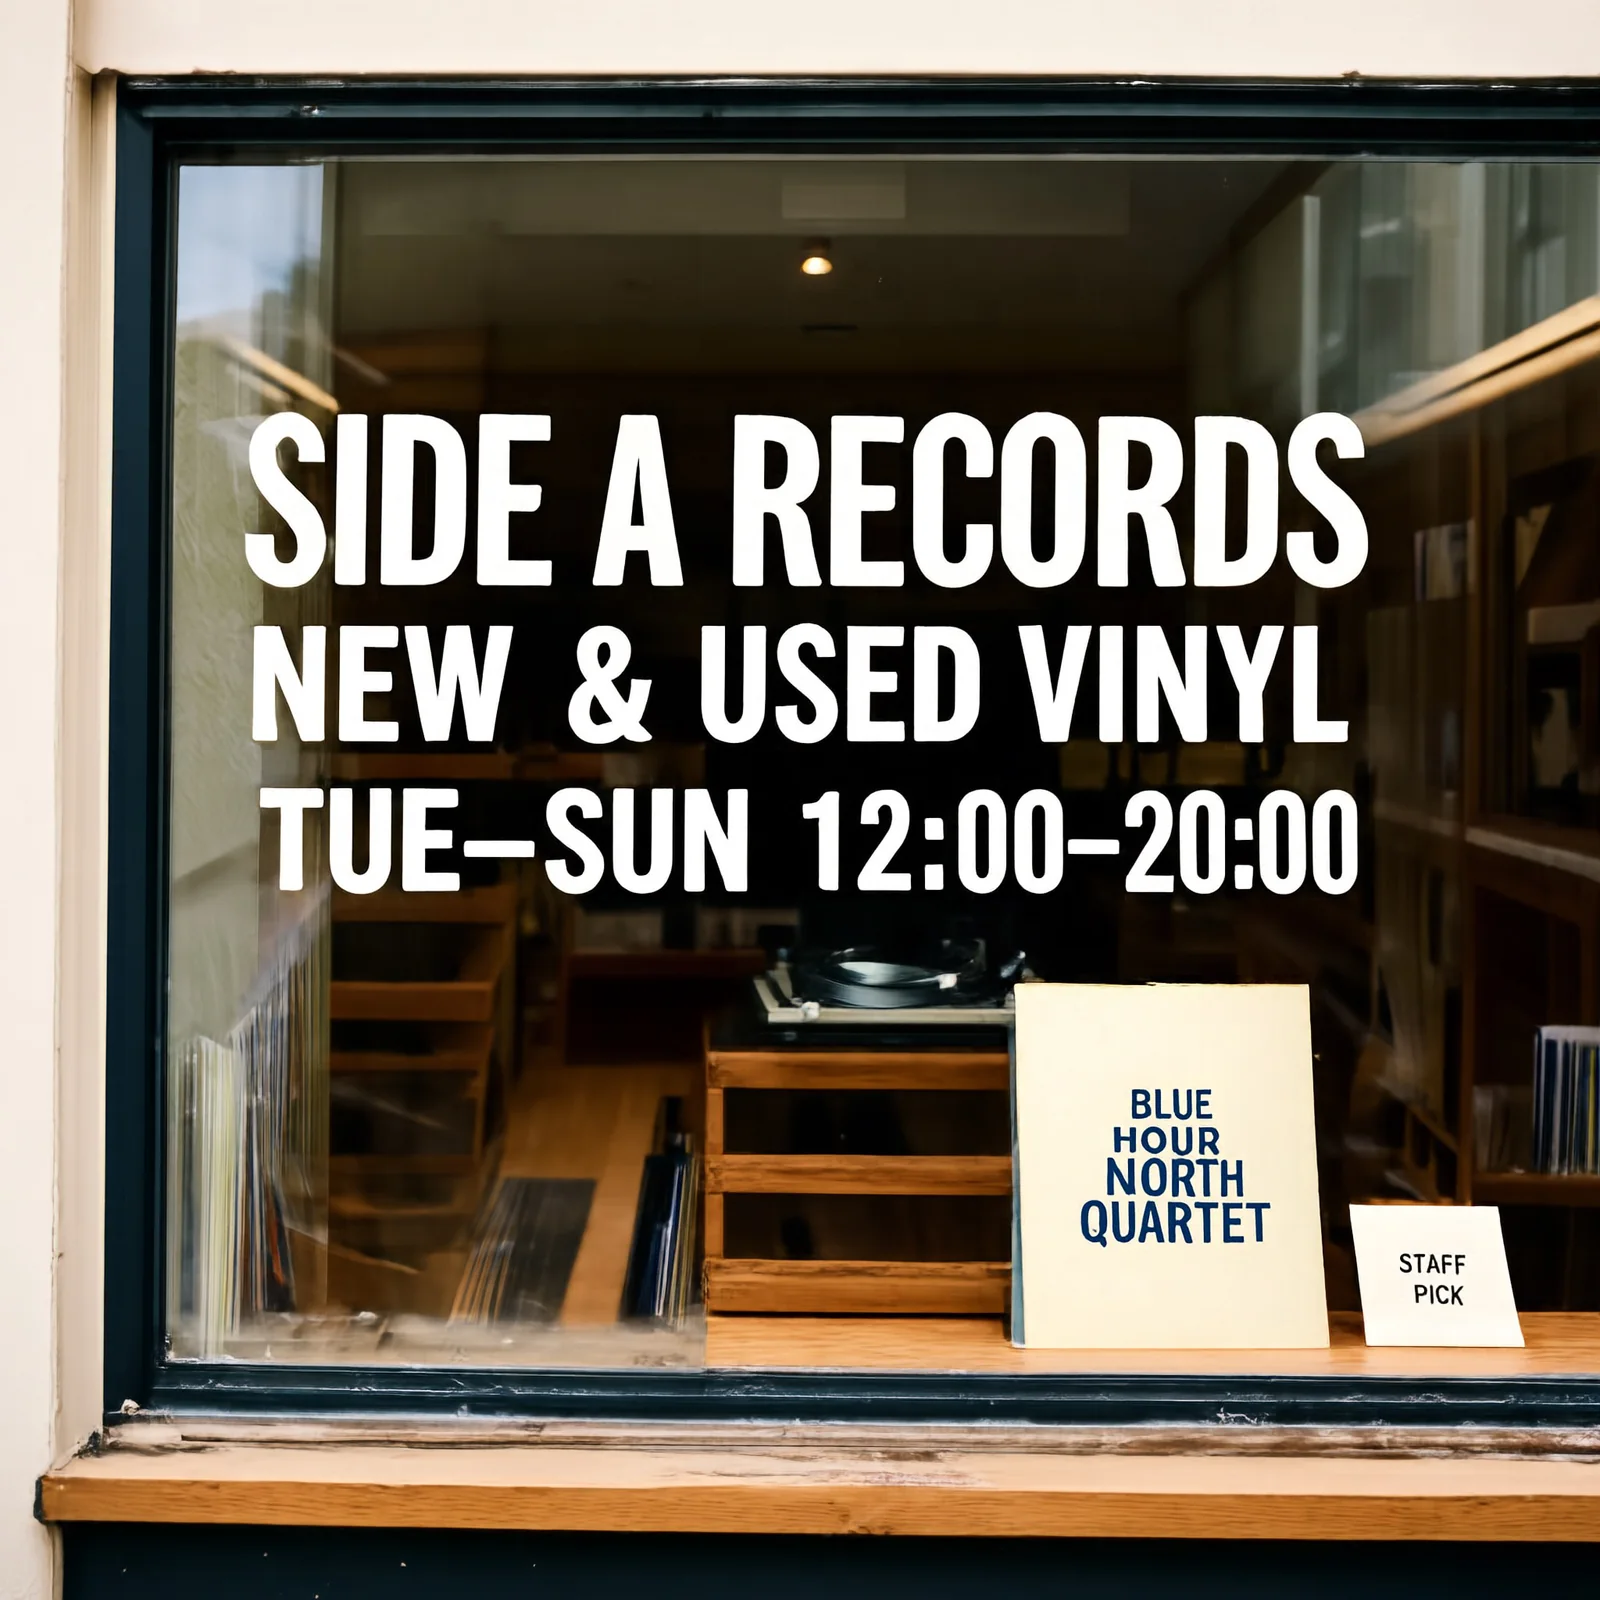 SIDE A RECORDS
NEW & USED VINYL
TUE–SUN 12:00–20:00
BLUE
HOUR
NORTH
QUARTET
STAFF
PICK